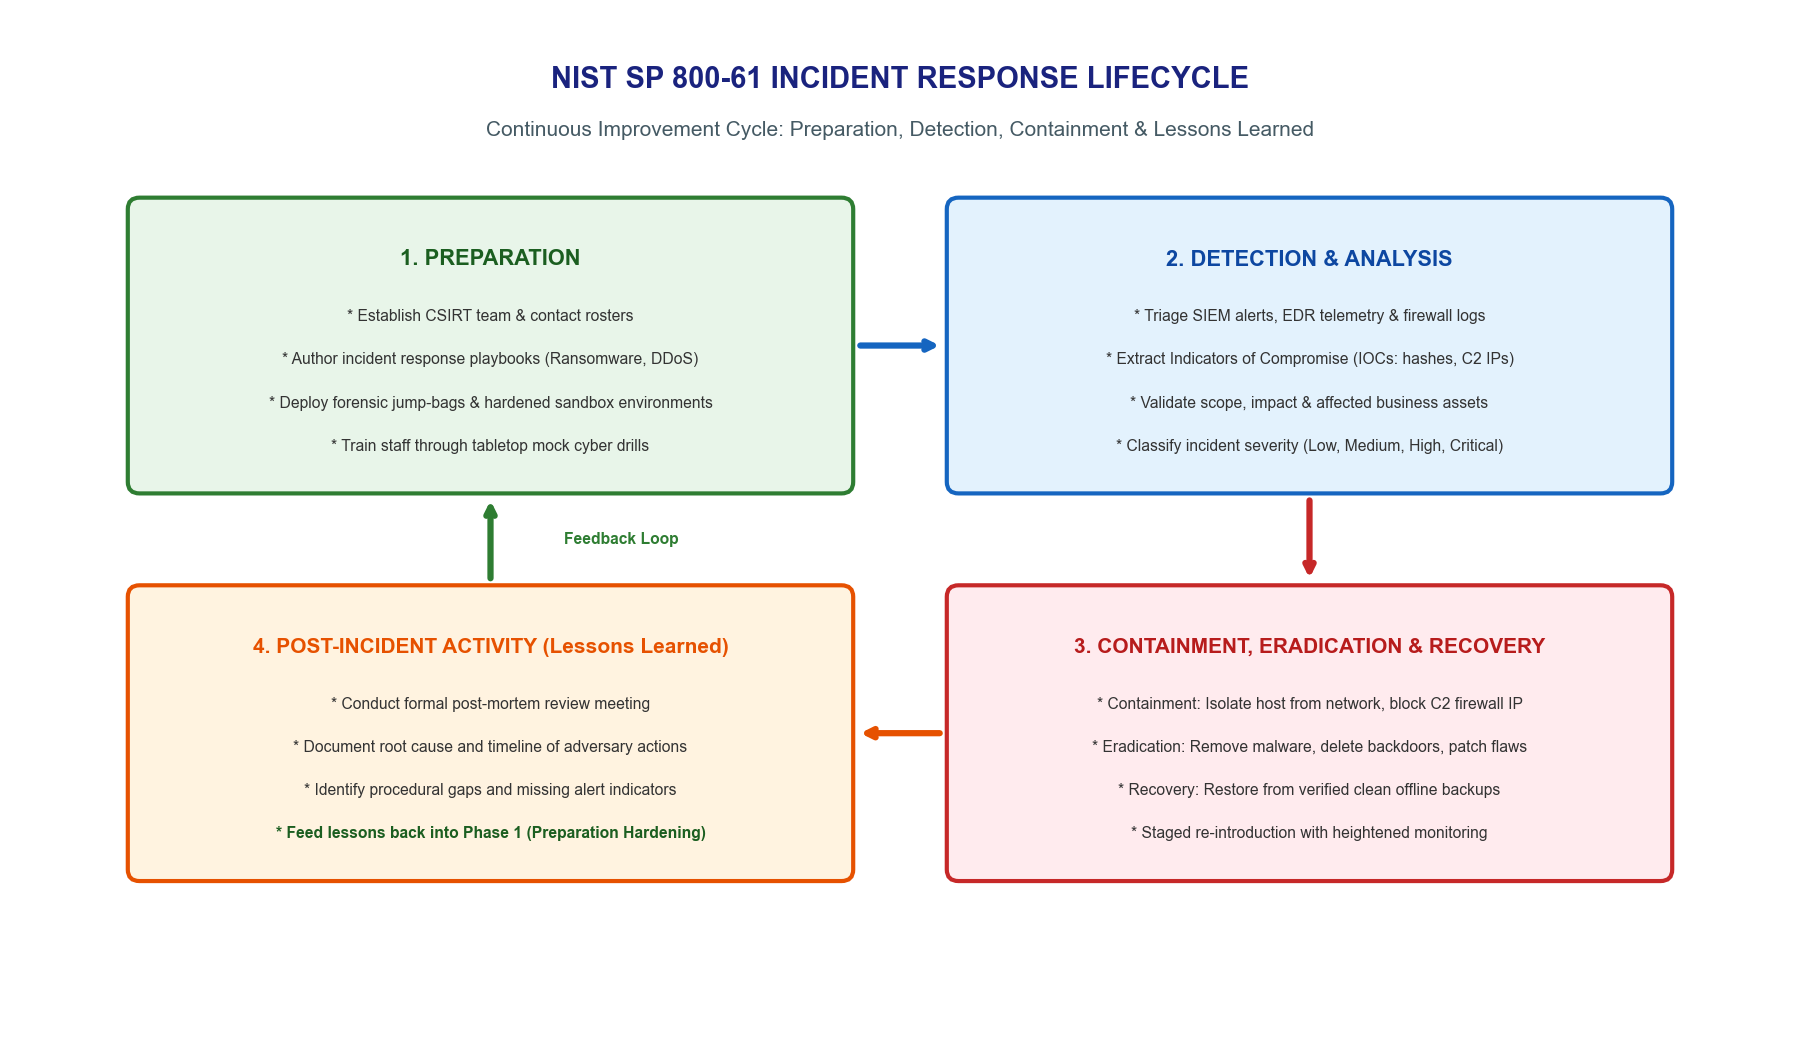 NIST SP 800-61 INCIDENT RESPONSE LIFECYCLE
Continuous Improvement Cycle: Preparation, Detection, Containment & Lessons Learned
1. PREPARATION
* Establish CSIRT team & contact rosters
* Author incident response playbooks (Ransomware, DDoS)
* Deploy forensic jump-bags & hardened sandbox environments
* Train staff through tabletop mock cyber drills
2. DETECTION & ANALYSIS
* Triage SIEM alerts, EDR telemetry & firewall logs
* Extract Indicators of Compromise (IOCs: hashes, C2 IPs)
* Validate scope, impact & affected business assets
* Classify incident severity (Low, Medium, High, Critical)
Feedback Loop
3. CONTAINMENT, ERADICATION & RECOVERY
* Containment: Isolate host from network, block C2 firewall IP
* Eradication: Remove malware, delete backdoors, patch flaws
* Recovery: Restore from verified clean offline backups
* Staged re-introduction with heightened monitoring
4. POST-INCIDENT ACTIVITY (Lessons Learned)
* Conduct formal post-mortem review meeting
* Document root cause and timeline of adversary actions
* Identify procedural gaps and missing alert indicators
* Feed lessons back into Phase 1 (Preparation Hardening)